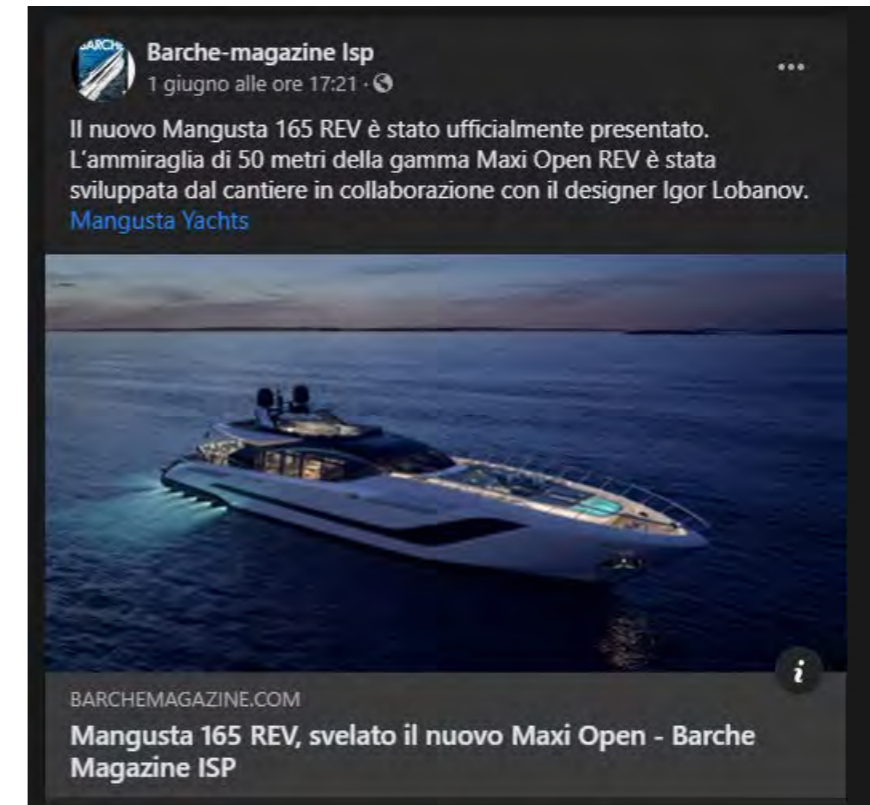 BARCHE
Barche-magazine Isp
1 giugno alle ore 17:21 ·
Il nuovo Mangusta 165 REV è stato ufficialmente presentato.
L'ammiraglia di 50 metri della gamma Maxi Open REV è stata
sviluppata dal cantiere in collaborazione con il designer Igor Lobanov.
Mangusta Yachts
i
BARCHEMAGAZINE.COM
Mangusta 165 REV, svelato il nuovo Maxi Open - Barche
Magazine ISP